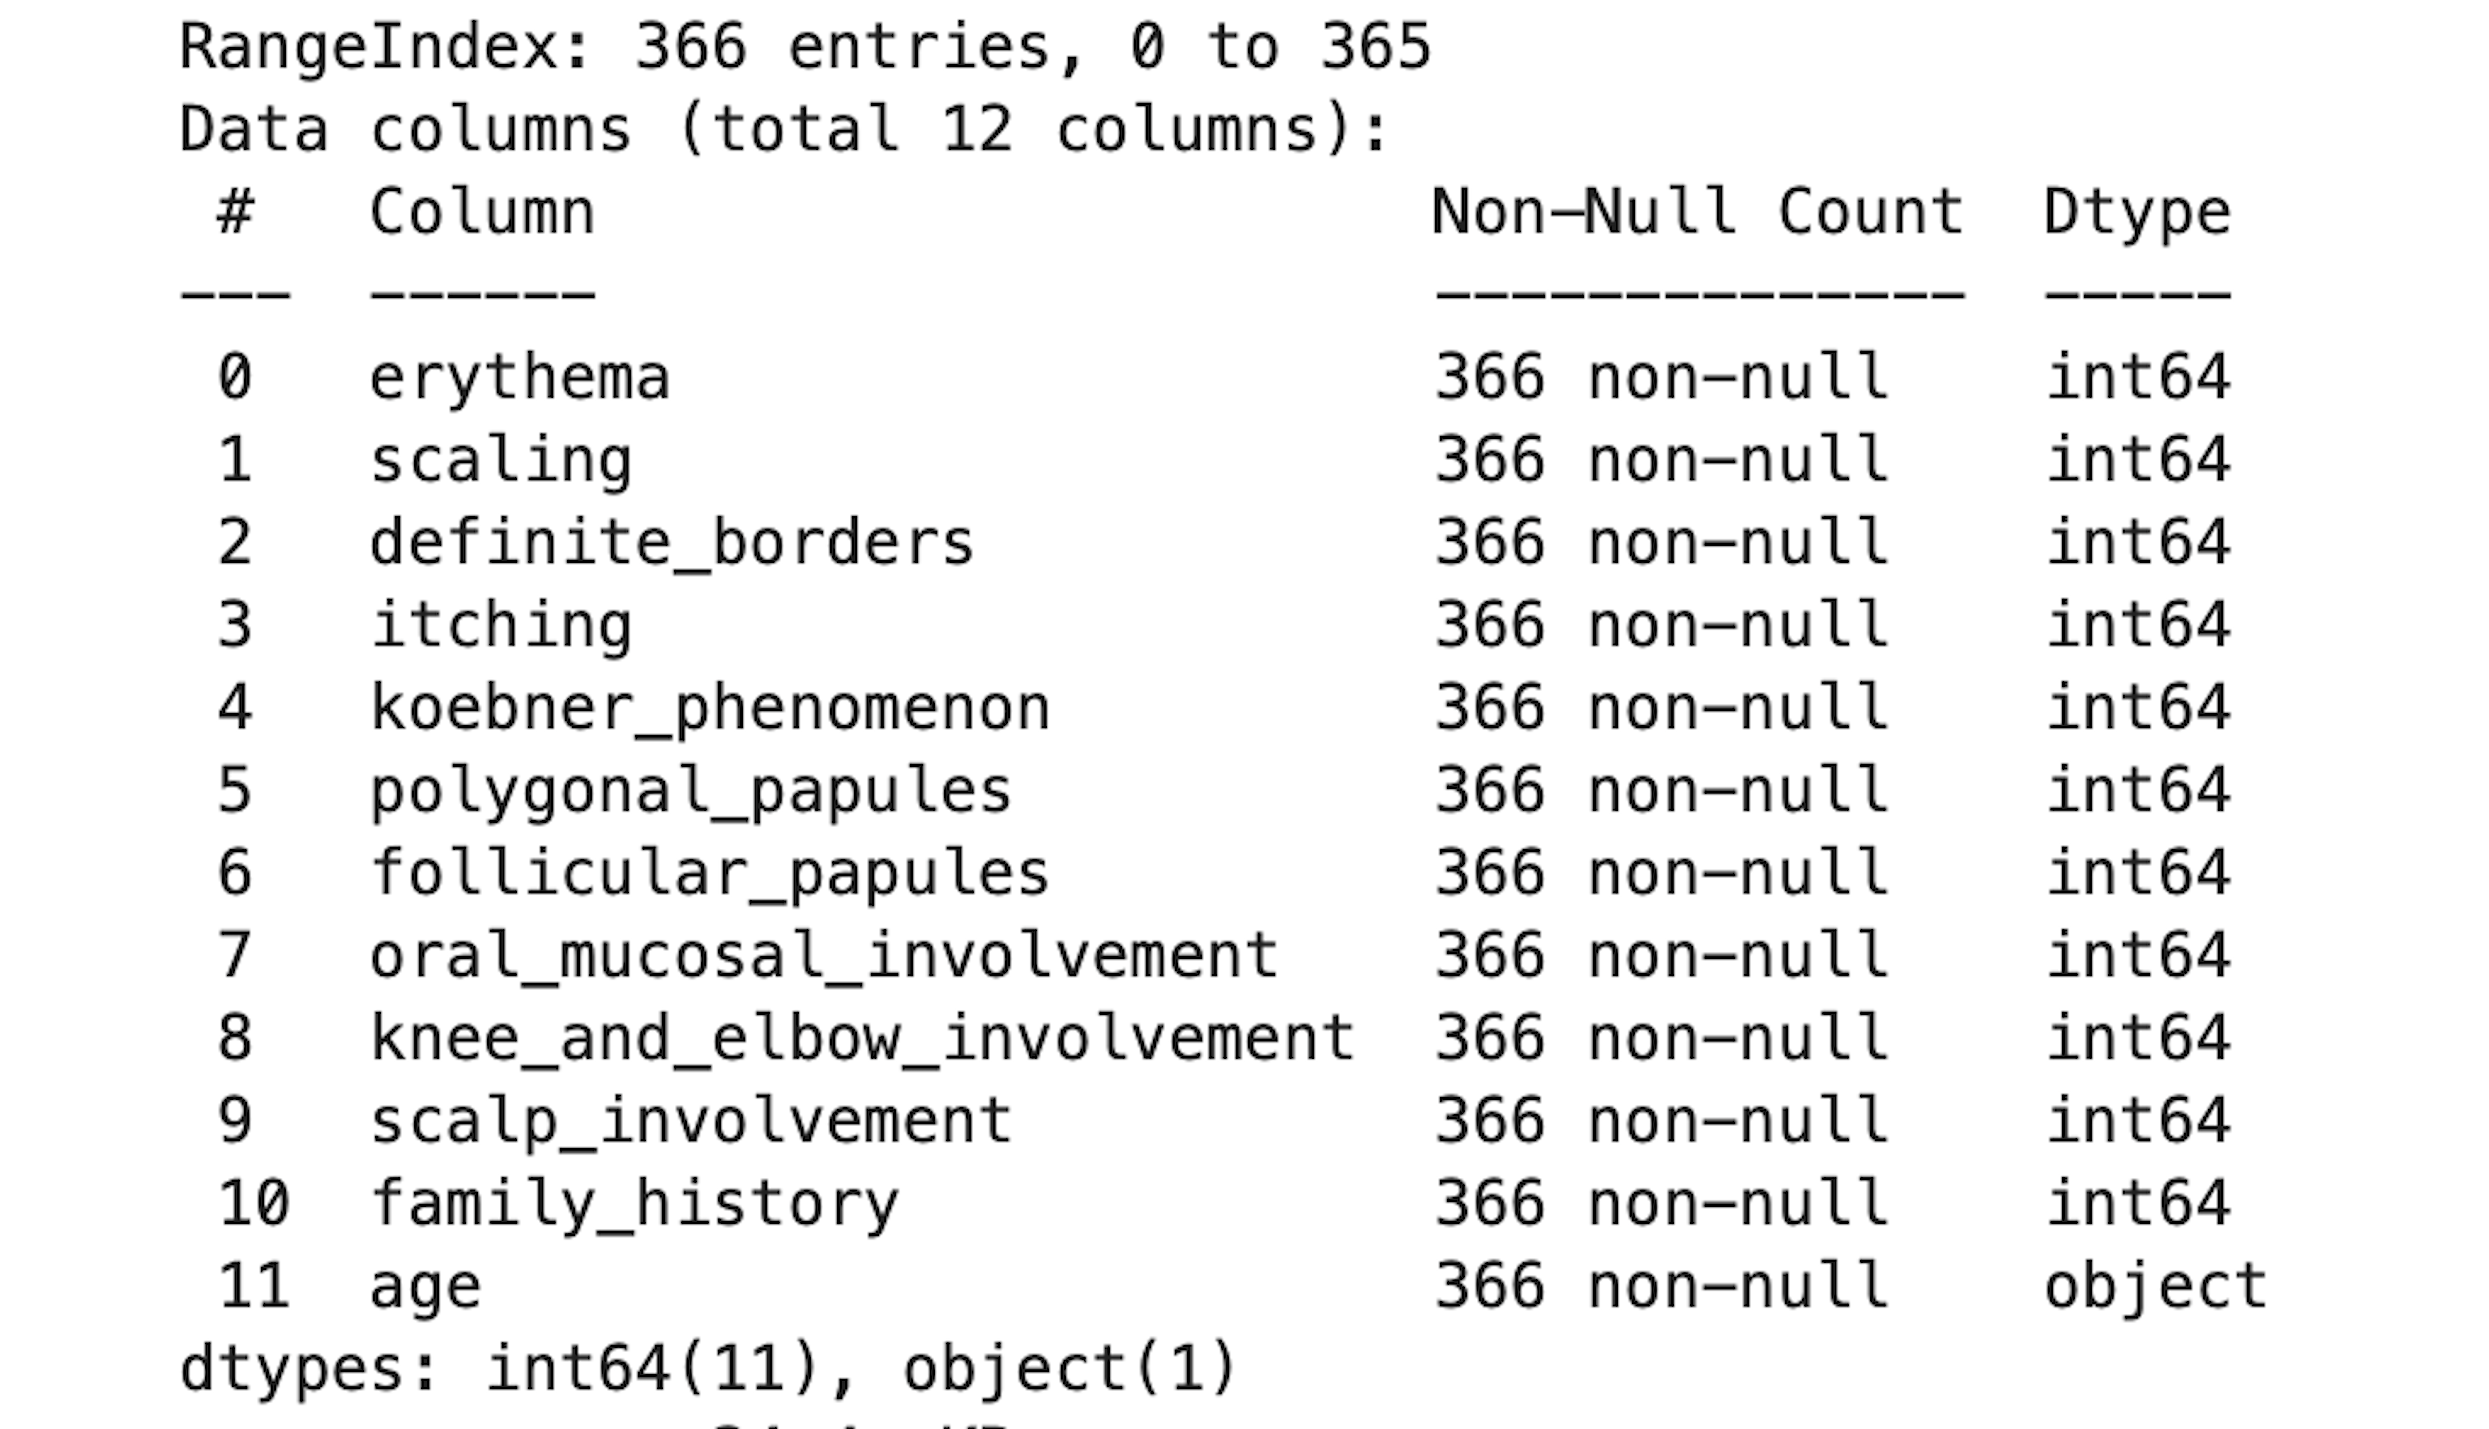 RangeIndex: 366 entries, 0 to 365
Data columns (total 12 columns):
 #   Column                      Non-Null Count  Dtype
---  ------                      --------------  -----
 0   erythema                    366 non-null    int64
 1   scaling                     366 non-null    int64
 2   definite_borders            366 non-null    int64
 3   itching                     366 non-null    int64
 4   koebner_phenomenon          366 non-null    int64
 5   polygonal_papules           366 non-null    int64
 6   follicular_papules          366 non-null    int64
 7   oral_mucosal_involvement    366 non-null    int64
 8   knee_and_elbow_involvement  366 non-null    int64
 9   scalp_involvement           366 non-null    int64
 10  family_history              366 non-null    int64
 11  age                         366 non-null    object
dtypes: int64(11), object(1)